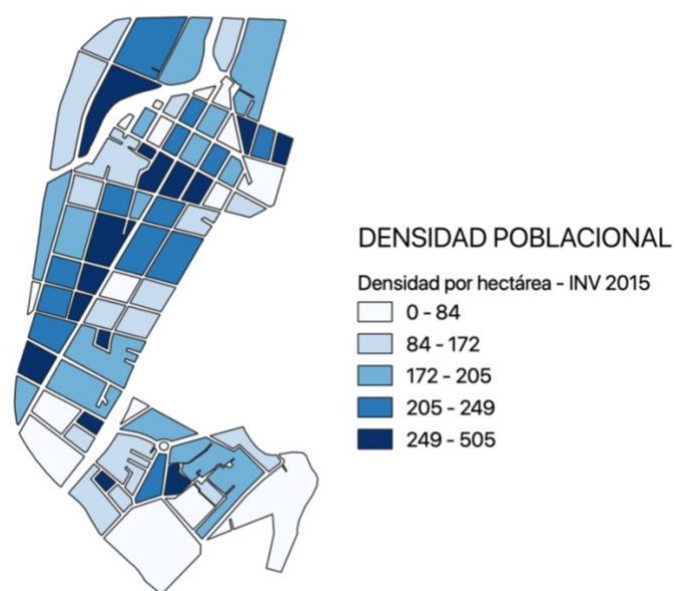 DENSIDAD POBLACIONAL
Densidad por hectárea - INV 2015
0 - 84
84 - 172
172 - 205
205 - 249
249 - 505